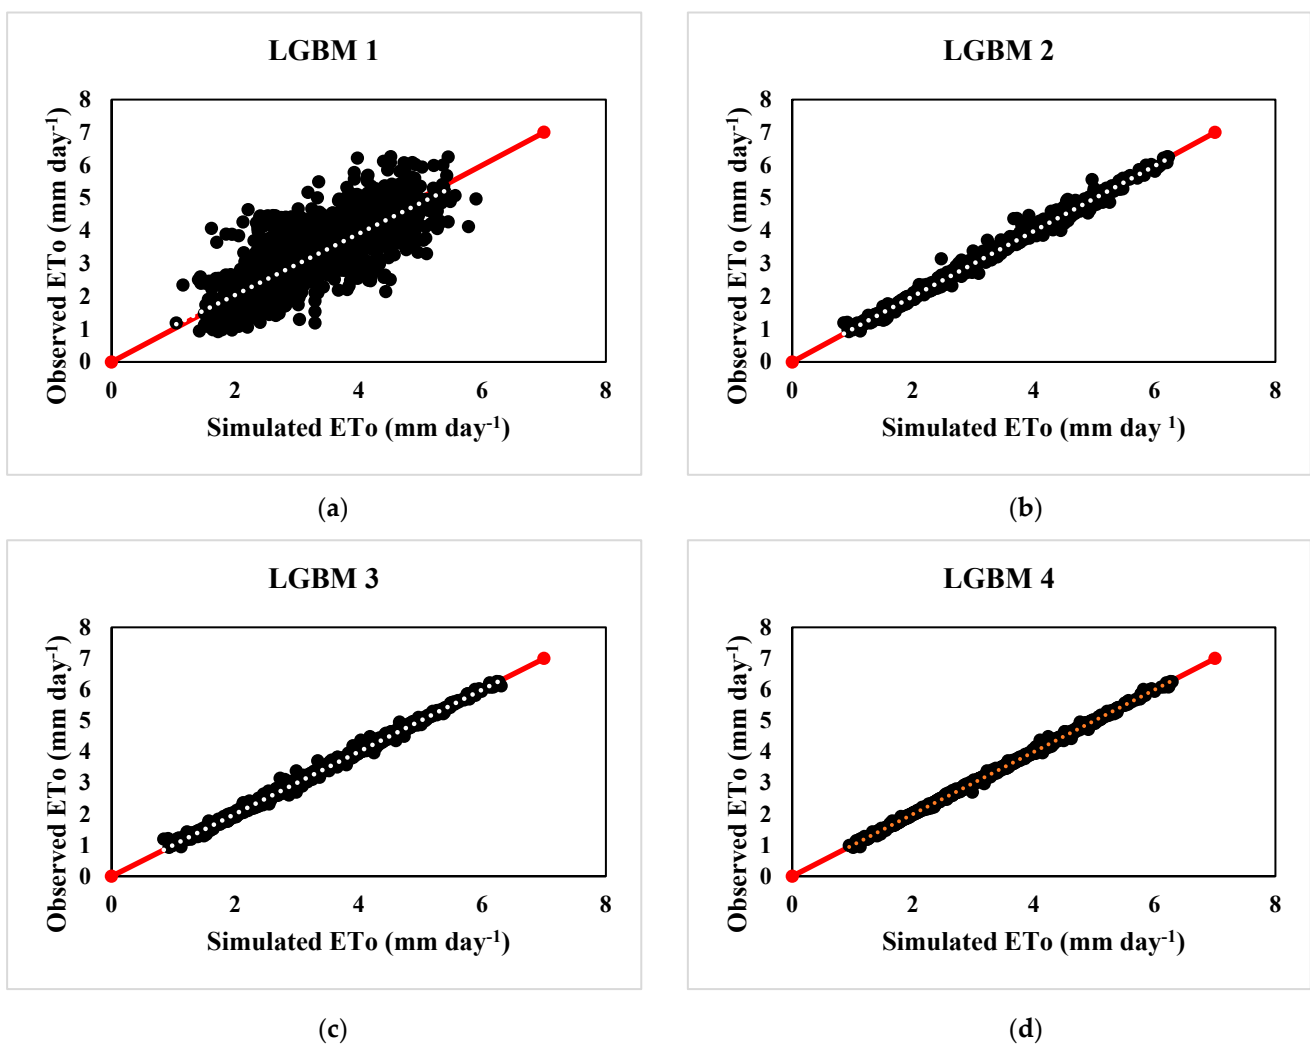 LGBM 1
8
7
6
5
4
3
2
1
0
Observed ETo (mm day-1)
0 2 4 6 8
Simulated ETo (mm day-1)
(a)
LGBM 2
8
7
6
5
4
3
2
1
0
Observed ETo (mm day-1)
0 2 4 6 8
Simulated ETo (mm day 1)
(b)
LGBM 3
8
7
6
5
4
3
2
1
0
Observed ETo (mm day-1)
0 2 4 6 8
Simulated ETo (mm day-1)
(c)
LGBM 4
8
7
6
5
4
3
2
1
0
Observed ETo (mm day-1)
0 2 4 6 8
Simulated ETo (mm day-1)
(d)